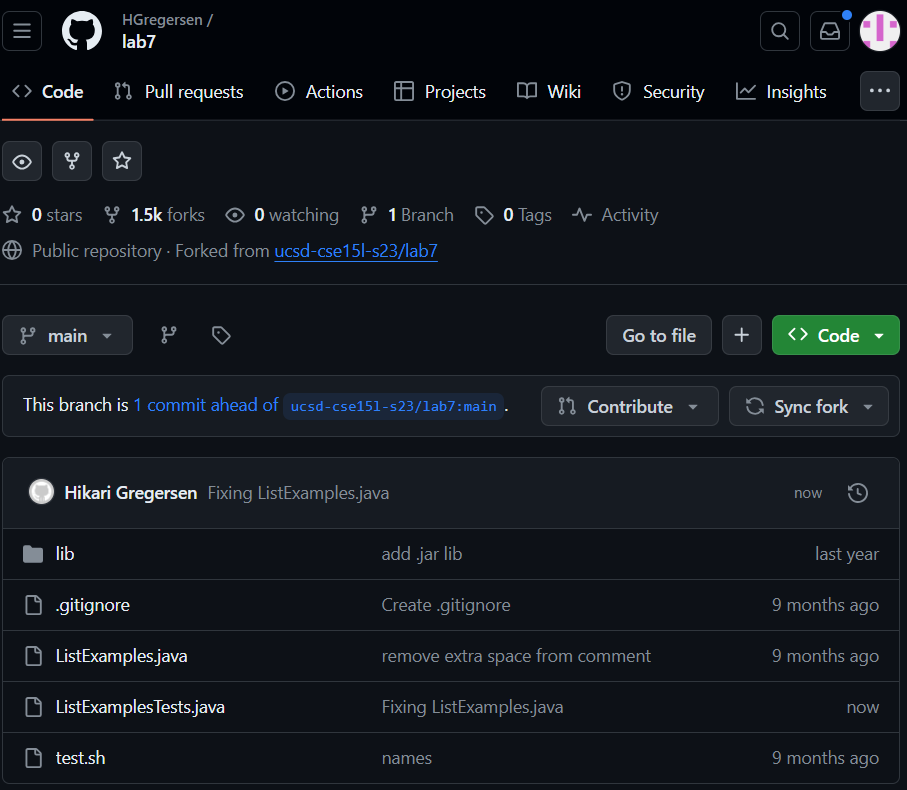 HGregersen /
lab7
Code Pull requests Actions Projects Wiki Security Insights
0 stars 1.5k forks 0 watching 1 Branch 0 Tags Activity
Public repository · Forked from ucsd-cse15l-s23/lab7
main Go to file Code
This branch is 1 commit ahead of ucsd-cse15l-s23/lab7:main . Contribute Sync fork
Hikari Gregersen Fixing ListExamples.java now
lib add .jar lib last year
.gitignore Create .gitignore 9 months ago
ListExamples.java remove extra space from comment 9 months ago
ListExamplesTests.java Fixing ListExamples.java now
test.sh names 9 months ago